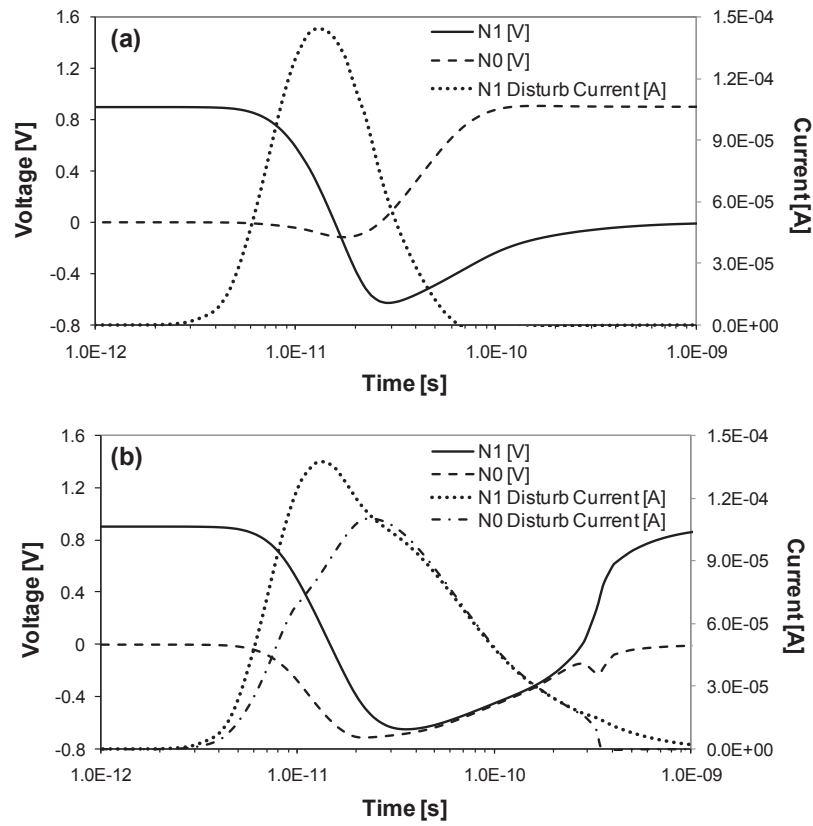 (a)
N1 [V]
N0 [V]
N1 Disturb Current [A]
Voltage [V]
1.6
1.2
0.8
0.4
0
-0.4
-0.8
1.5E-04
1.2E-04
9.0E-05
6.0E-05
3.0E-05
0.0E+00
Current [A]
1.0E-12
1.0E-11
1.0E-10
1.0E-09
Time [s]
(b)
N1 [V]
N0 [V]
N1 Disturb Current [A]
N0 Disturb Current [A]
Voltage [V]
1.6
1.2
0.8
0.4
0
-0.4
-0.8
1.5E-04
1.2E-04
9.0E-05
6.0E-05
3.0E-05
0.0E+00
Current [A]
1.0E-12
1.0E-11
1.0E-10
1.0E-09
Time [s]